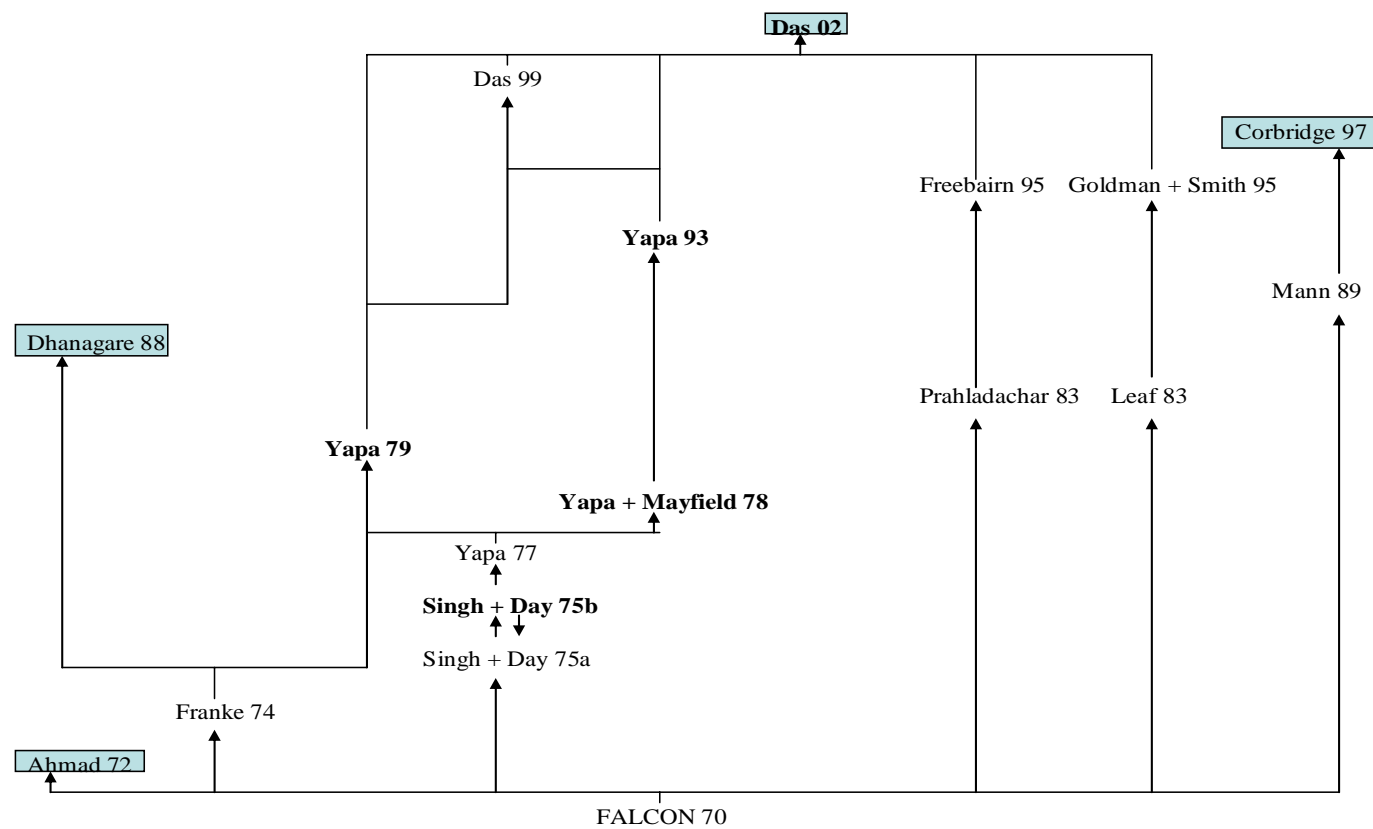 Das 02
Das 99
Corbridge 97
Freebairn 95
Goldman + Smith 95
Yapa 93
Mann 89
Dhanagare 88
Prahladachar 83
Leaf 83
Yapa 79
Yapa + Mayfield 78
Yapa 77
Singh + Day 75b
Singh + Day 75a
Franke 74
Ahmad 72
FALCON 70